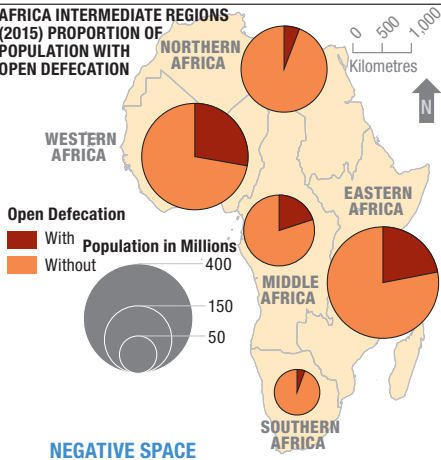 AFRICA INTERMEDIATE REGIONS
(2015) PROPORTION OF
POPULATION WITH
OPEN DEFECATION
0 500 1,000
Kilometres
N
NORTHERN
AFRICA
WESTERN
AFRICA
EASTERN
AFRICA
MIDDLE
AFRICA
SOUTHERN
AFRICA
Open Defecation
With
Without
Population in Millions
400
150
50
NEGATIVE SPACE